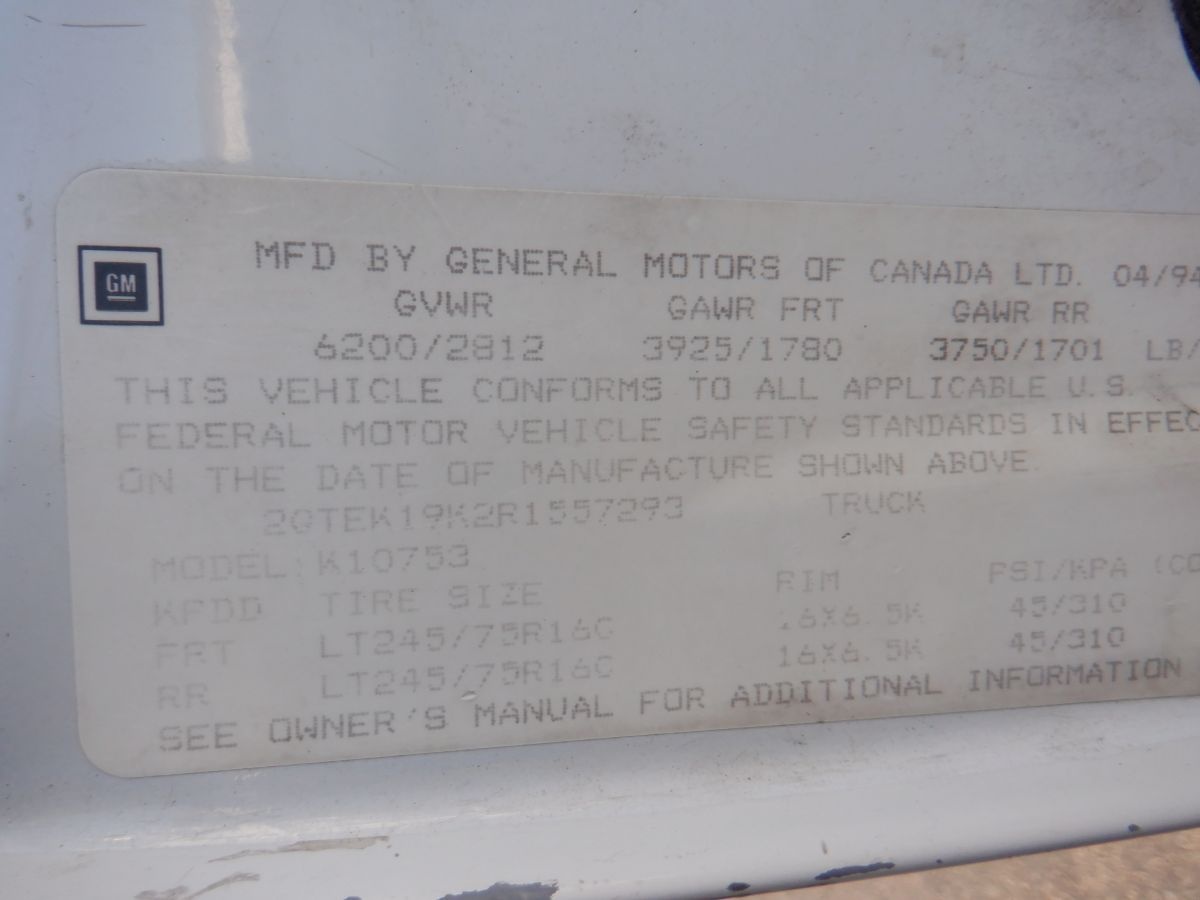 GM
MFD BY GENERAL MOTORS OF CANADA LTD. 04/94
GVWR GAWR FRT GAWR RR
6200/2812 3925/1780 3750/1701 LB/
THIS VEHICLE CONFORMS TO ALL APPLICABLE U.S.
FEDERAL MOTOR VEHICLE SAFETY STANDARDS IN EFFEC
ON THE DATE OF MANUFACTURE SHOWN ABOVE.
2GTEK19K2R1557293 TRUCK
MODEL: K10753
KPDD TIRE SIZE RIM PSI/KPA (CO
FRT LT245/75R16C 16X6.5K 45/310
RR LT245/75R16C 16X6.5K 45/310
SEE OWNER'S MANUAL FOR ADDITIONAL INFORMATION